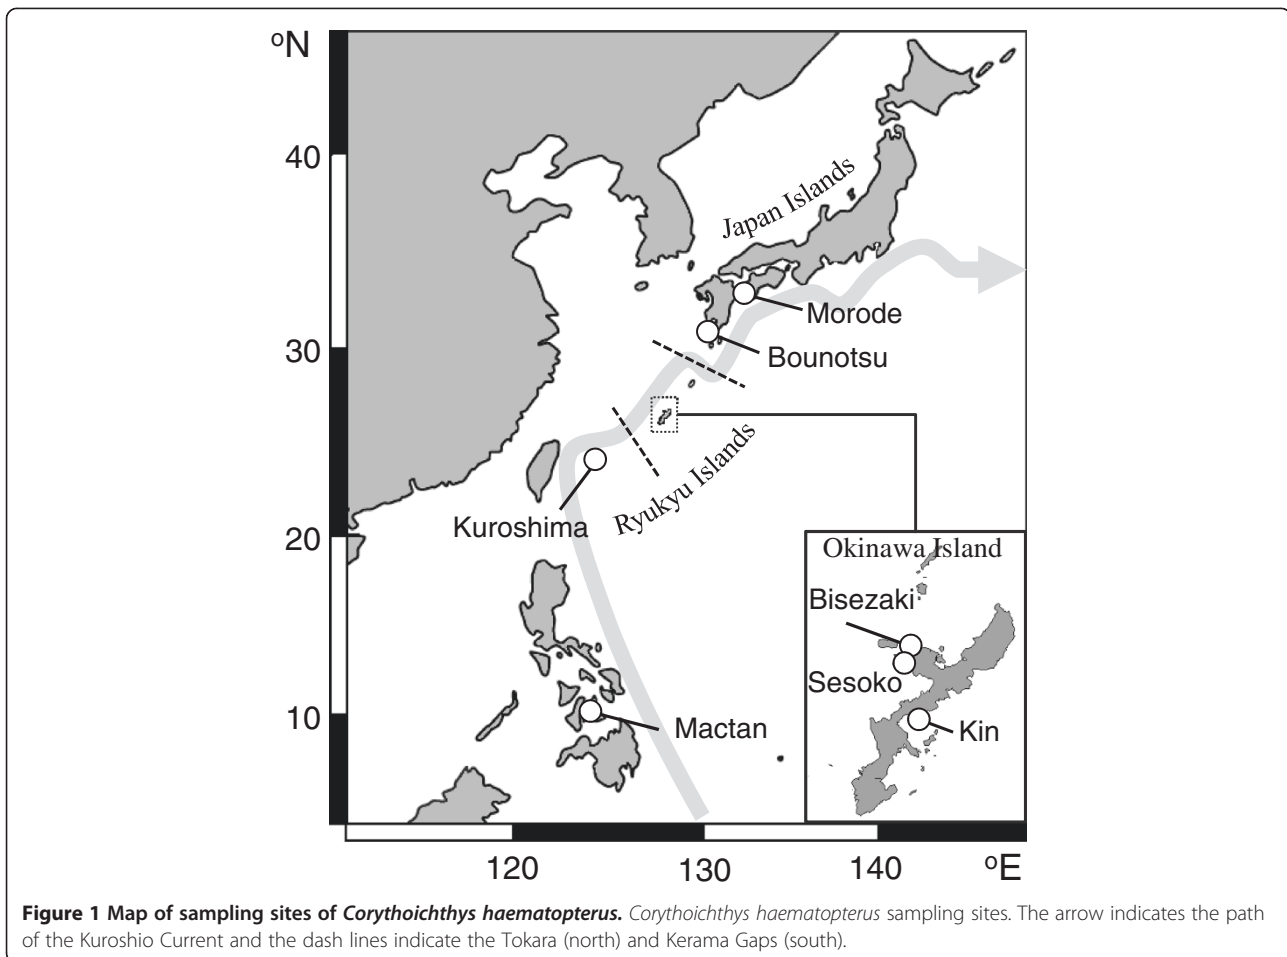 oN
40
30
20
10
Japan Islands
Morode
Bounotsu
Ryukyu Islands
Kuroshima
Mactan
Okinawa Island
Bisezaki
Sesoko
Kin
120
130
140
oE
Figure 1 Map of sampling sites of Corythoichthys haematopterus. Corythoichthys haematopterus sampling sites. The arrow indicates the path
of the Kuroshio Current and the dash lines indicate the Tokara (north) and Kerama Gaps (south).